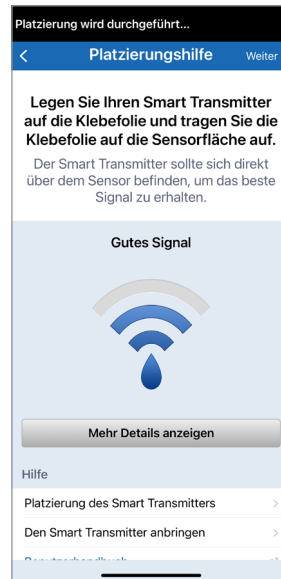 Platzierung wird durchgeführt...
Platzierungshilfe Weiter
Legen Sie Ihren Smart Transmitter
auf die Klebefolie und tragen Sie die
Klebefolie auf die Sensorfläche auf.
Der Smart Transmitter sollte sich direkt
über dem Sensor befinden, um das beste
Signal zu erhalten.
Gutes Signal
Mehr Details anzeigen
Hilfe
Platzierung des Smart Transmitters
Den Smart Transmitter anbringen
Benutzerhandbuch